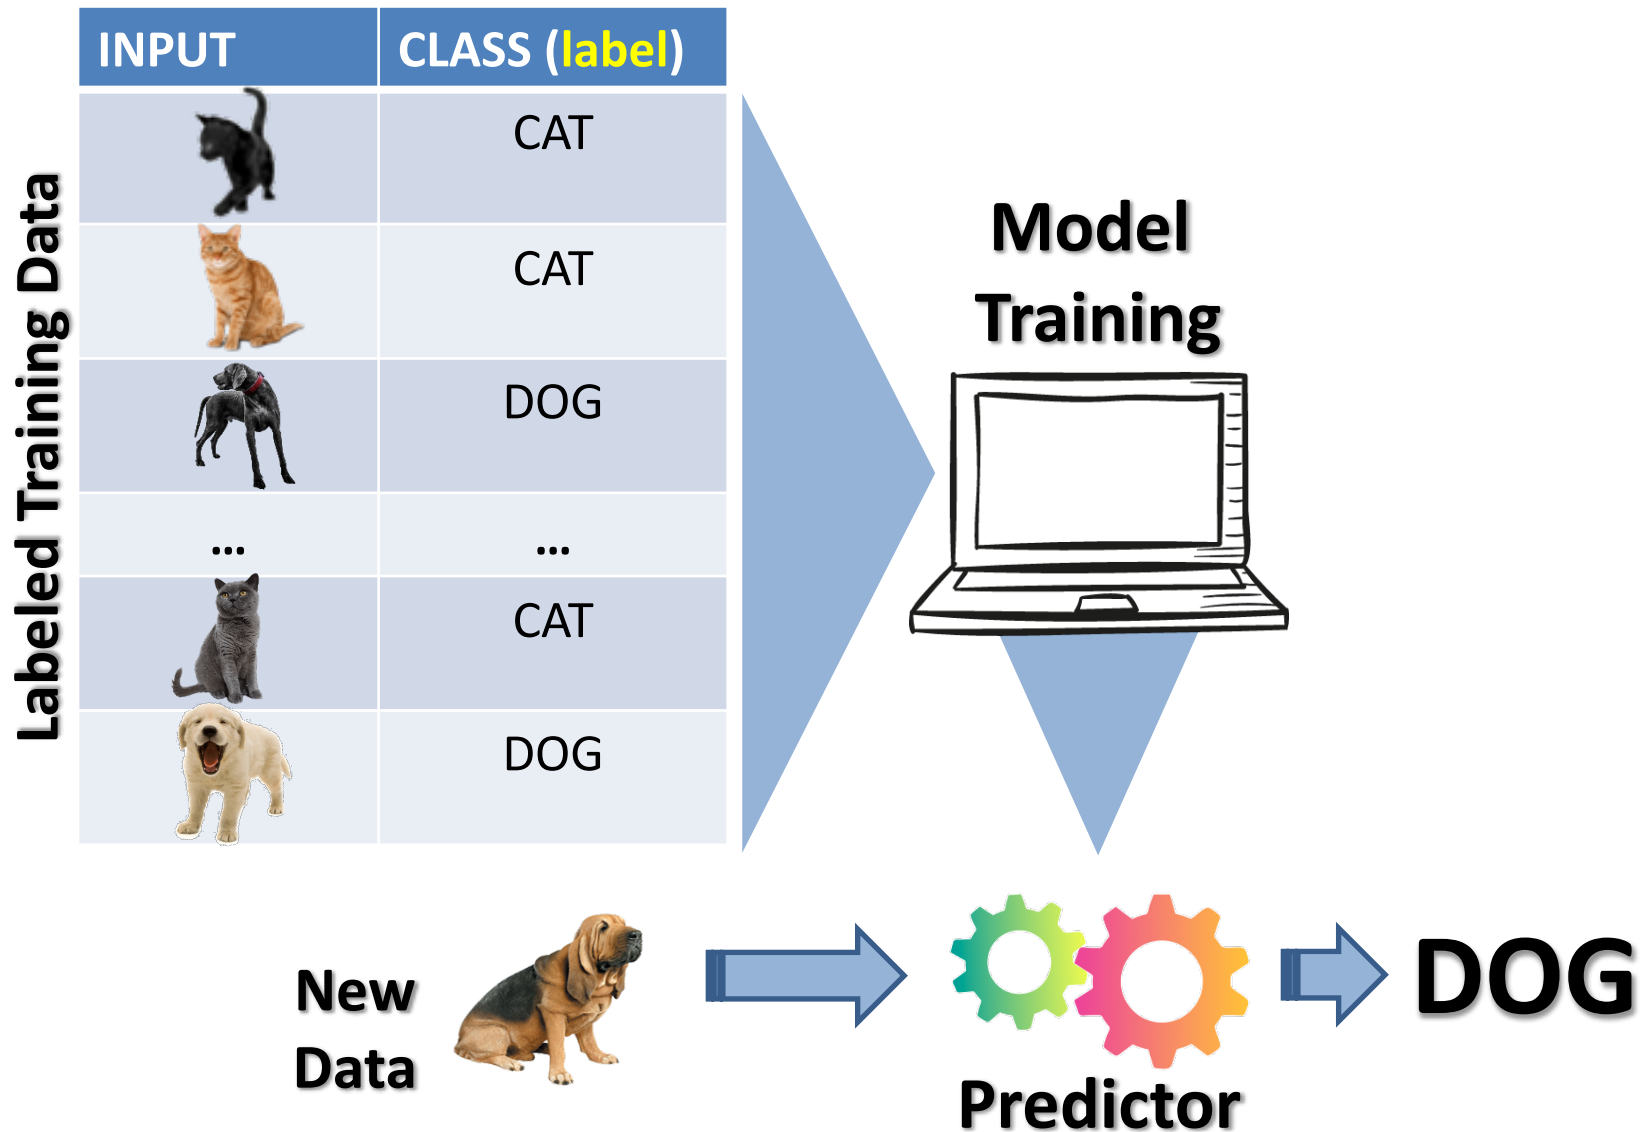 INPUT CLASS (label)
CAT
CAT
DOG
... ...
CAT
DOG
Labeled Training Data
Model
Training
New
Data
Predictor
DOG